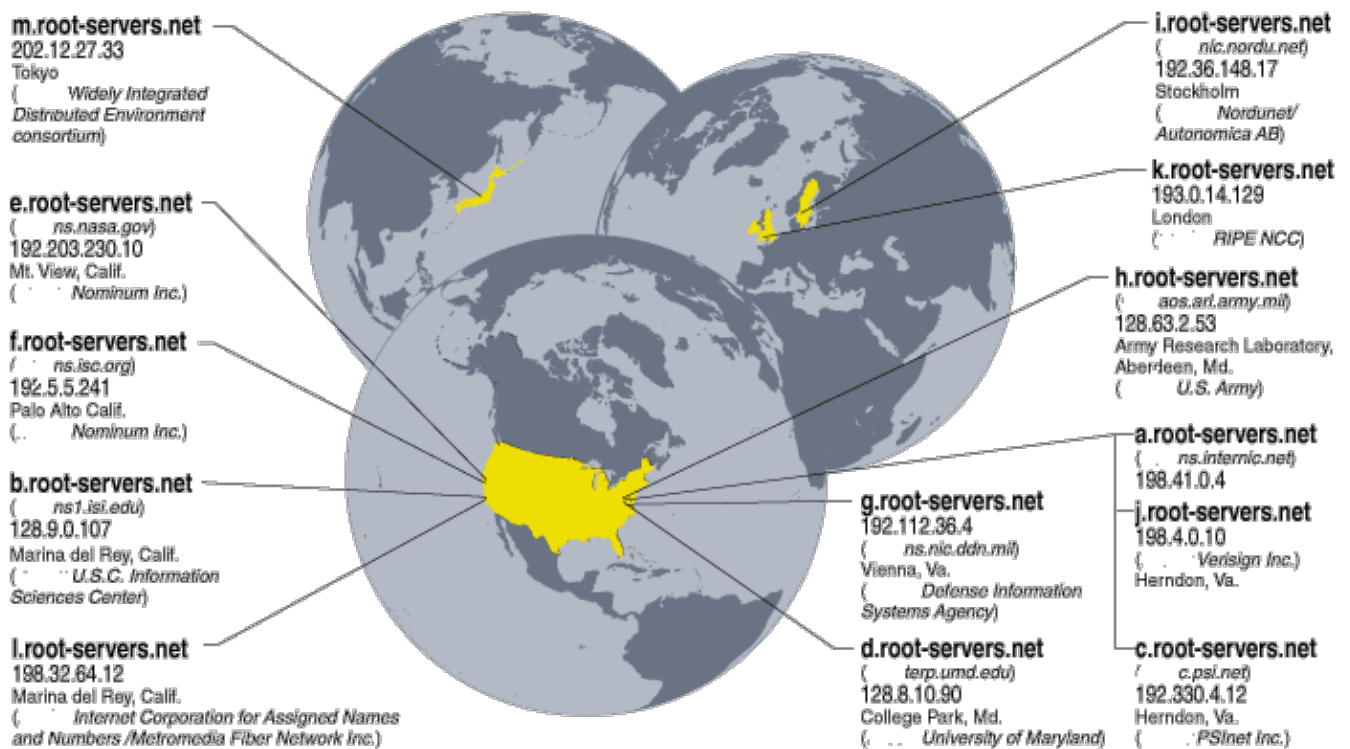 m.root-servers.net
202.12.27.33
Tokyo
( Widely Integrated
Distributed Environment
consortium)
e.root-servers.net
( ns.nasa.gov)
192.203.230.10
Mt. View, Calif.
( Nominum Inc.)
f.root-servers.net
( ns.isc.org)
192.5.5.241
Palo Alto Calif.
( Nominum Inc.)
b.root-servers.net
( ns1.isi.edu)
128.9.0.107
Marina del Rey, Calif.
( U.S.C. Information
Sciences Center)
l.root-servers.net
198.32.64.12
Marina del Rey, Calif.
( Internet Corporation for Assigned Names
and Numbers /Metromedia Fiber Network Inc.)
i.root-servers.net
( nic.nordu.net)
192.36.148.17
Stockholm
( Nordunet/
Autonomica AB)
k.root-servers.net
193.0.14.129
London
( RIPE NCC)
h.root-servers.net
( aos.arl.army.mil)
128.63.2.53
Army Research Laboratory,
Aberdeen, Md.
( U.S. Army)
a.root-servers.net
( ns.internic.net)
198.41.0.4
j.root-servers.net
198.4.0.10
( Verisign Inc.)
Herndon, Va.
g.root-servers.net
192.112.36.4
( ns.nic.ddn.mil)
Vienna, Va.
( Defense Information
Systems Agency)
d.root-servers.net
( terp.umd.edu)
128.8.10.90
College Park, Md.
( University of Maryland)
c.root-servers.net
( c.psi.net)
192.330.4.12
Herndon, Va.
( PSInet Inc.)